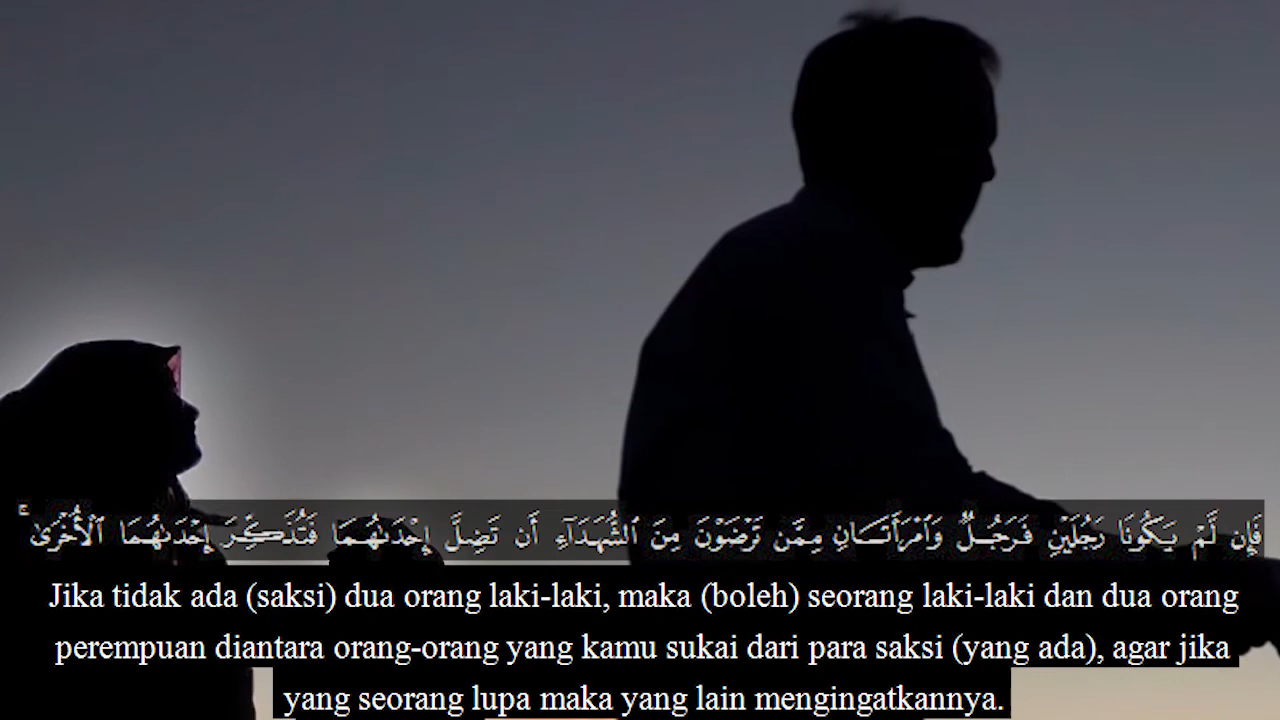 فَإِن لَّمْ يَكُونَا رَجُلَيْنِ فَرَجُلٌ وَٱمْرَأَتَانِ مِمَّن تَرْضَوْنَ مِنَ ٱلشُّهَدَآءِ أَن تَضِلَّ إِحْدَىٰهُمَا فَتُذَكِّرَ إِحْدَىٰهُمَا ٱلْأُخْرَىٰ ۚ
Jika tidak ada (saksi) dua orang laki-laki, maka (boleh) seorang laki-laki dan dua orang
perempuan diantara orang-orang yang kamu sukai dari para saksi (yang ada), agar jika
yang seorang lupa maka yang lain mengingatkannya.